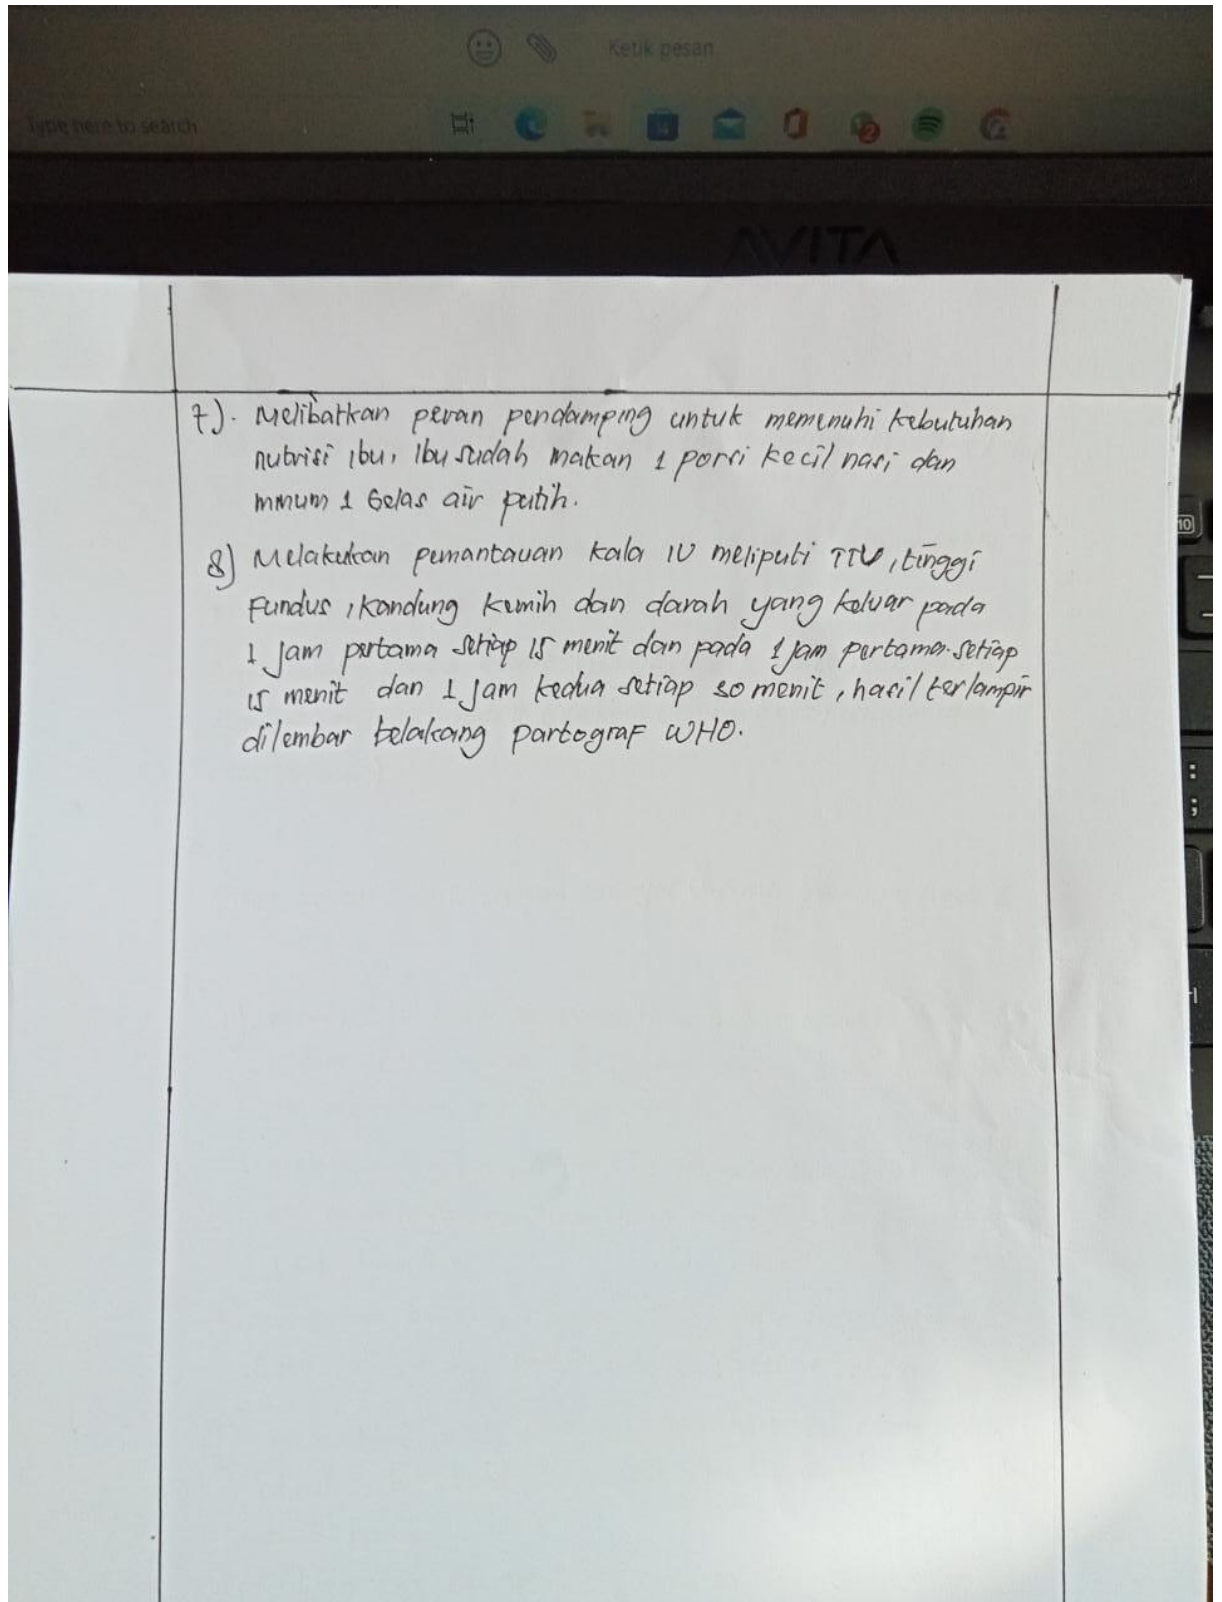 Ketik pesan
Type here to search
2
AVITA
7). Melibatkan peran pendamping untuk memenuhi kebutuhan
nutrisi ibu, ibu sudah makan 1 porsi kecil nasi dan
mnum 1 Gelas air putih.
8) Melakukan pemantauan kala IV meliputi TTV, tinggi
Fundus, kandung kemih dan darah yang keluar pada
1 jam pertama setiap 15 menit dan pada 1 jam pertama setiap
15 menit dan 1 jam kedua setiap 30 menit, hasil terlampir
dilembar belakang partograf WHO.
10
:
;